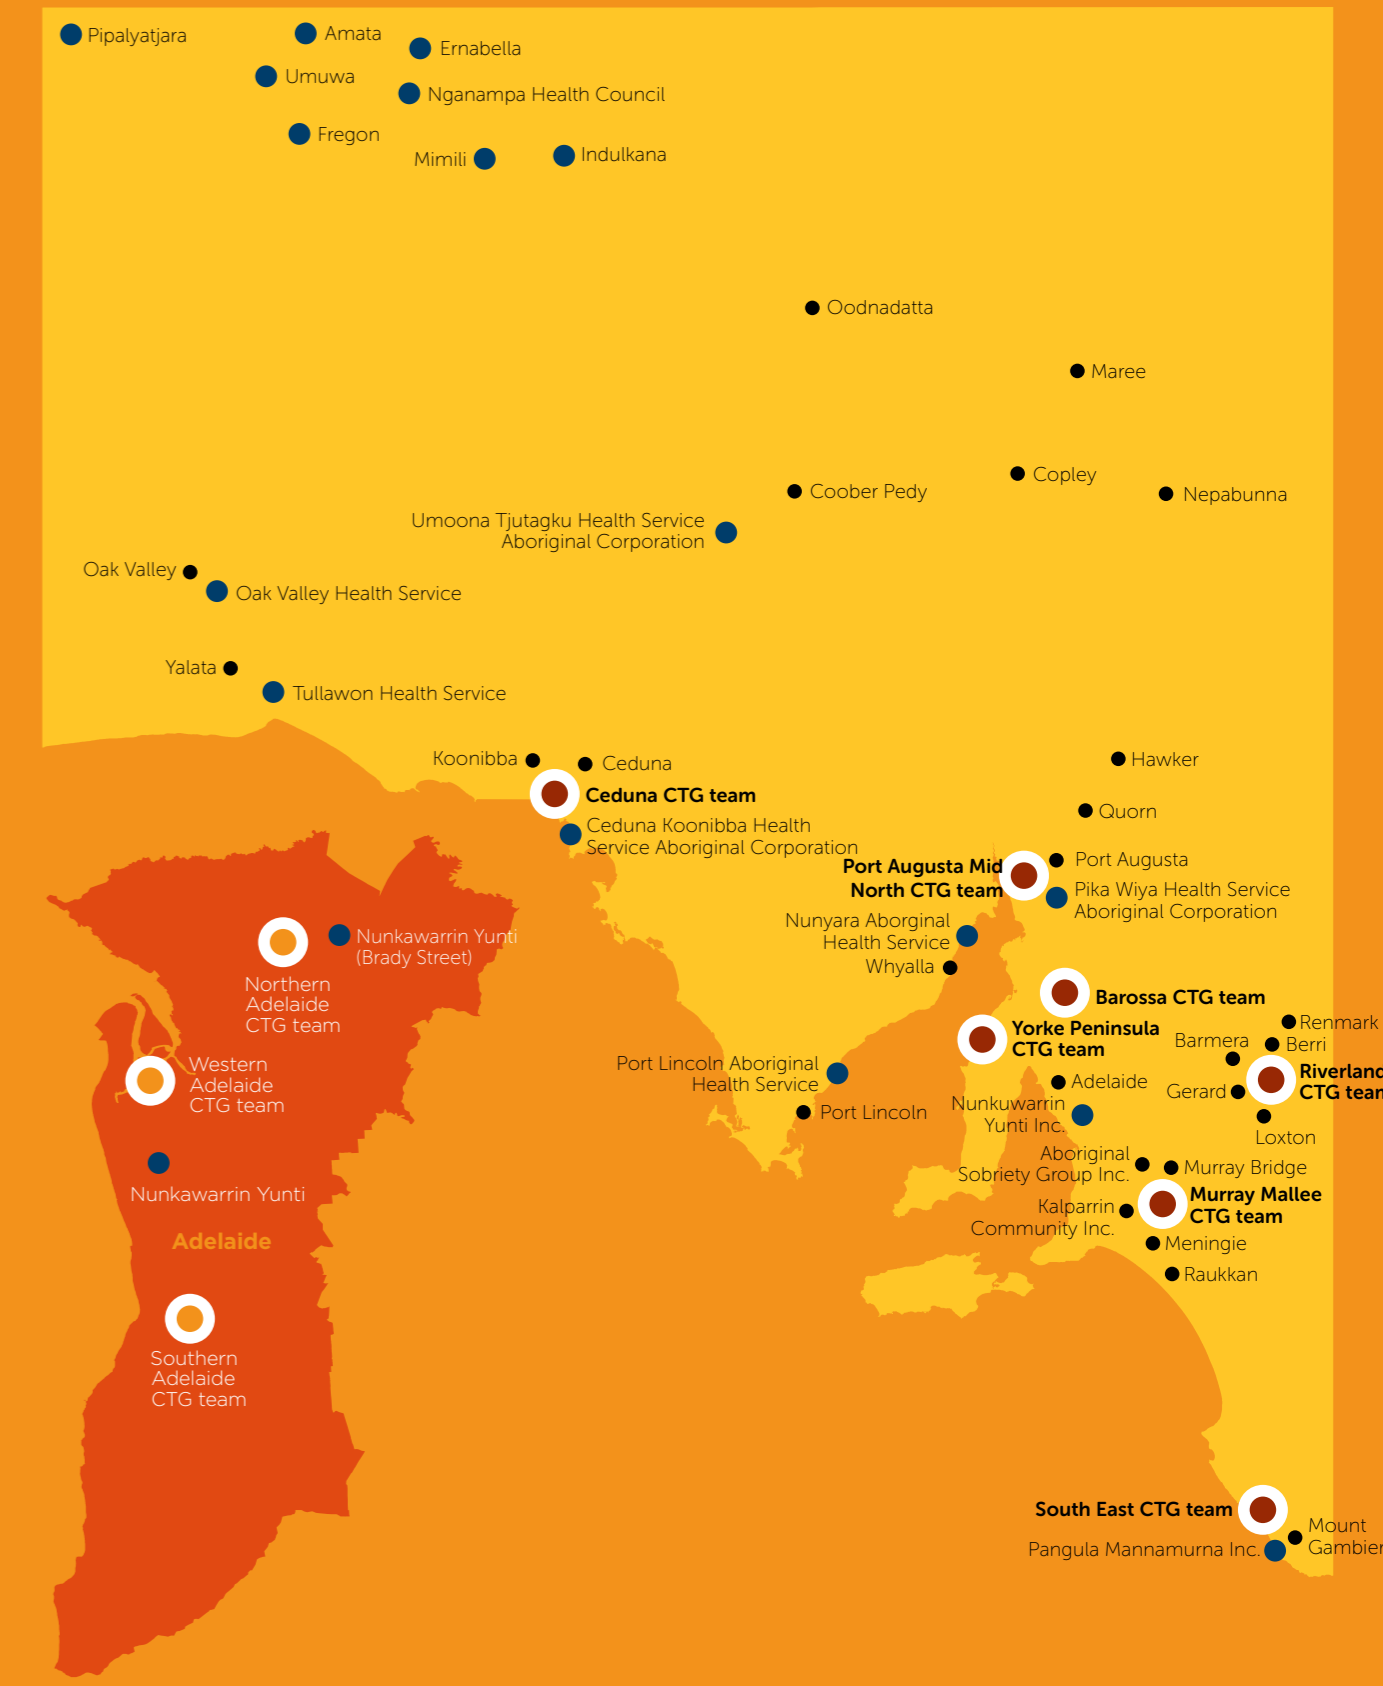 Pipalyatjara
Amata
Ernabella
Umuwa
Nganampa Health Council
Fregon
Mimili
Indulkana
Oodnadatta
Maree
Copley
Coober Pedy
Nepabunna
Umoona Tjutagku Health Service
Aboriginal Corporation
Oak Valley
Oak Valley Health Service
Yalata
Tullawon Health Service
Koonibba
Ceduna
Ceduna CTG team
Ceduna Koonibba Health
Service Aboriginal Corporation
Hawker
Quorn
Port Augusta Mid
North CTG team
Port Augusta
Pika Wiya Health Service
Aboriginal Corporation
Nunyara Aborginal
Health Service
Whyalla
Barossa CTG team
Yorke Peninsula
CTG team
Renmark
Barmera
Berri
Riverland
CTG team
Gerard
Loxton
Port Lincoln Aboriginal
Health Service
Port Lincoln
Adelaide
Nunkuwarrin
Yunti Inc.
Aboriginal
Sobriety Group Inc.
Murray Bridge
Murray Mallee
CTG team
Kalparrin
Community Inc.
Meningie
Raukkan
South East CTG team
Mount
Gambier
Pangula Mannamurna Inc.
Nunkawarrin Yunti
(Brady Street)
Northern
Adelaide
CTG team
Western
Adelaide
CTG team
Nunkawarrin Yunti
Adelaide
Southern
Adelaide
CTG team